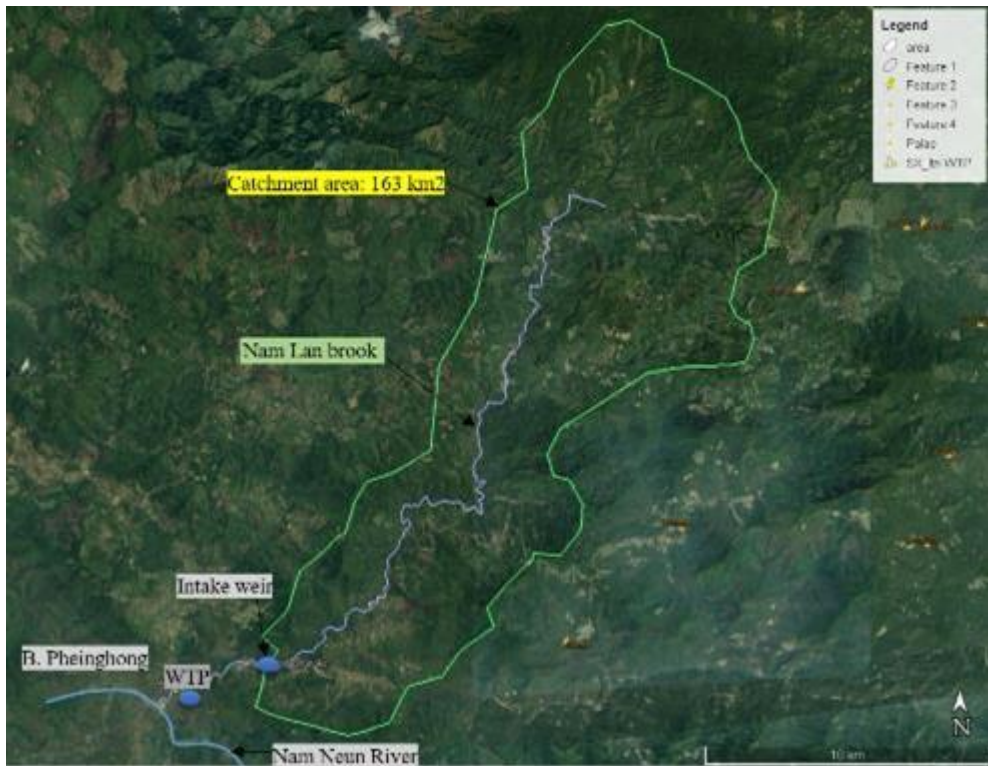 Legend
area
Feature 1
Feature 2
Feature 3
Feature 4
Palao
Catchment area: 163 km2
Nam Lan brook
Intake weir
B. Pheinghong
WTP
Nam Neun River
N
10 km